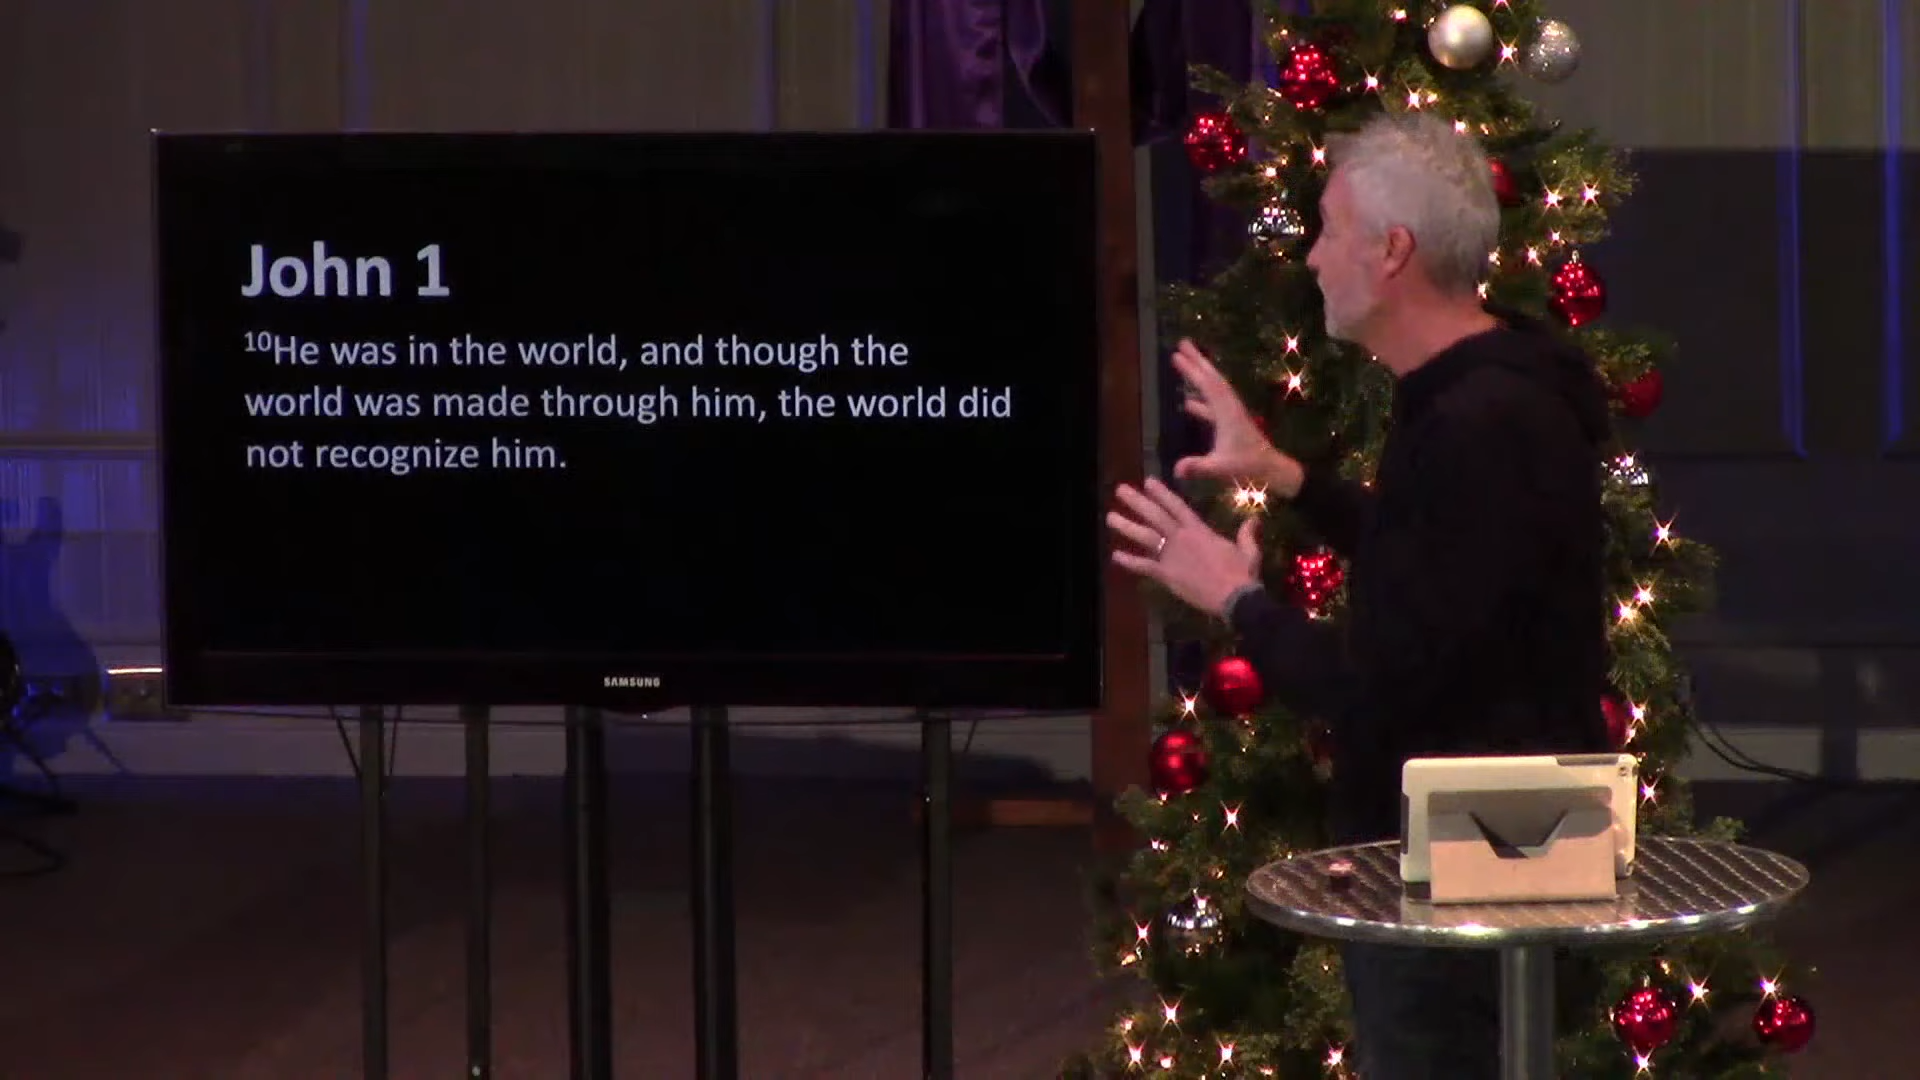 John 1
¹⁰He was in the world, and though the
world was made through him, the world did
not recognize him.
SAMSUNG